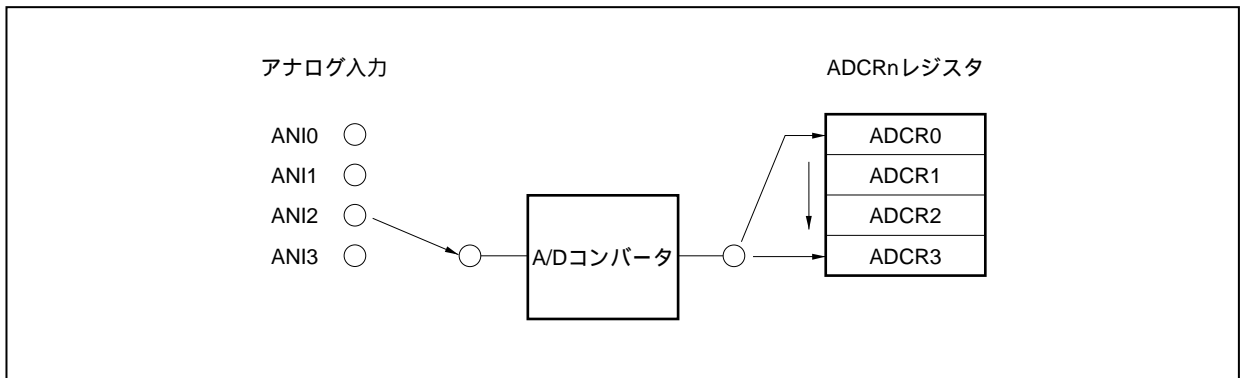 アナログ入力
ADCRnレジスタ
ANI0
ADCR0
ANI1
ADCR1
ANI2
ADCR2
ANI3
A/Dコンバータ
ADCR3